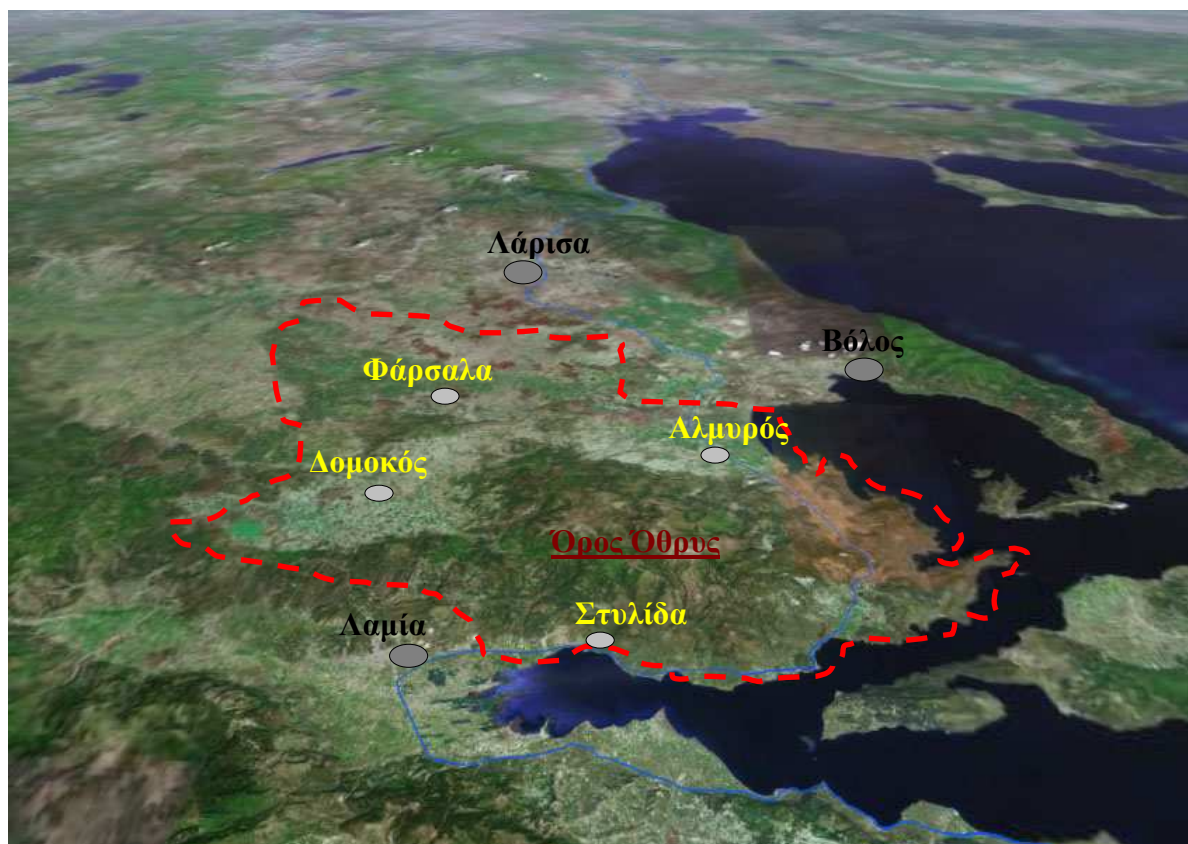 Λάρισα
Βόλος
Φάρσαλα
Αλμυρός
Δομοκός
Όρος Όθρυς
Στυλίδα
Λαμία